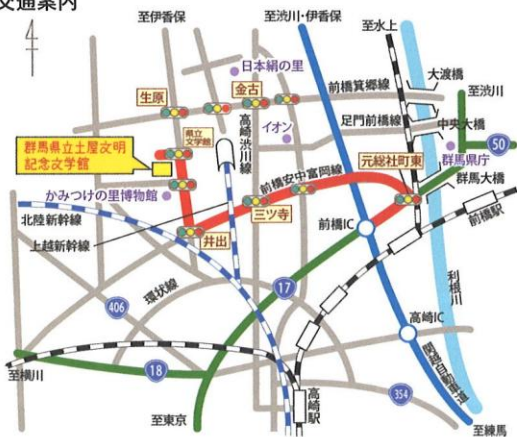 交通案内
至伊香保
至渋川・伊香保
至水上
日本絹の里
大渡橋
至渋川
生原
金古
前橋箕郷線
足門前橋線
中央大橋
50
県立
文学館
高崎渋川線
イオン
元総社町東
群馬県庁
群馬県立土屋文明
記念文学館
前橋安中富岡線
群馬大橋
かみつけの里博物館
三ツ寺
前橋駅
北陸新幹線
井出
前橋IC
上越新幹線
17
利根川
環状線
406
高崎IC
関越自動車道
18
至横川
354
高崎駅
至東京
至練馬